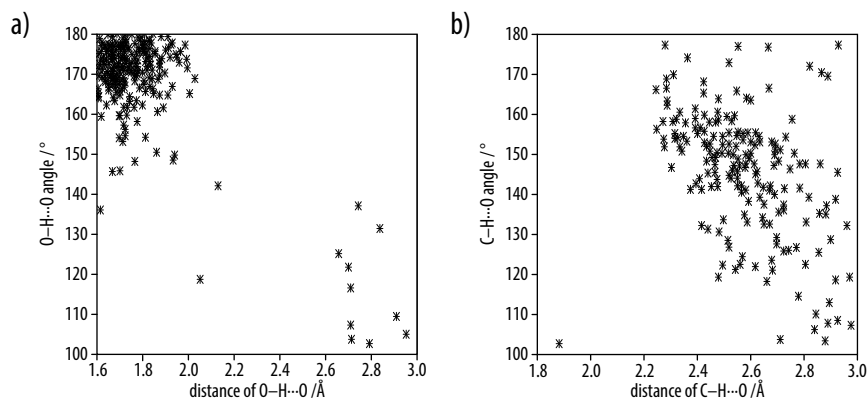 a)
180
170
160
150
140
130
120
110
100
O–H···O angle / °
1.6 1.8 2.0 2.2 2.4 2.6 2.8 3.0
distance of O–H···O /Å
b)
180
170
160
150
140
130
120
110
100
C–H···O angle / °
1.8 2.0 2.2 2.4 2.6 2.8 3.0
distance of C–H···O /Å